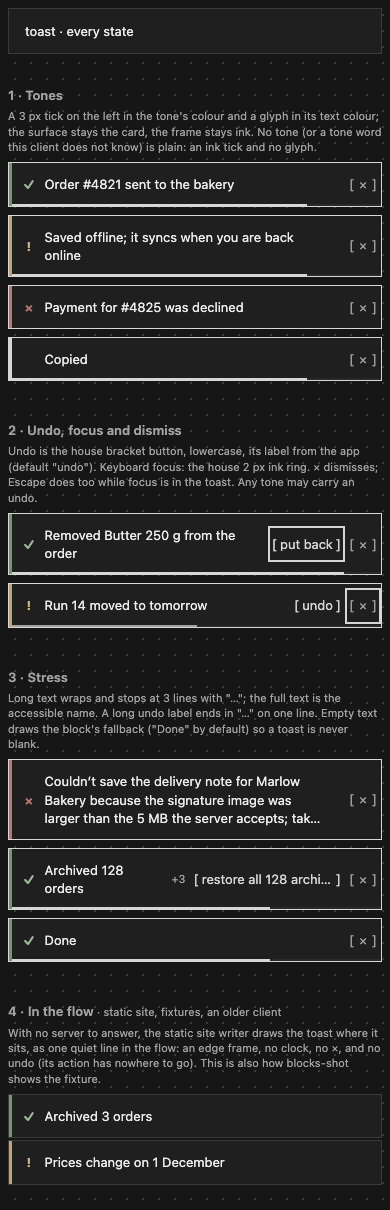 toast · every state
1 · Tones
A 3 px tick on the left in the tone's colour and a glyph in its text colour;
the surface stays the card, the frame stays ink. No tone (or a tone word
this client does not know) is plain: an ink tick and no glyph.
✓ Order #4821 sent to the bakery [ × ]
! Saved offline; it syncs when you are back
online [ × ]
× Payment for #4825 was declined [ × ]
Copied [ × ]
2 · Undo, focus and dismiss
Undo is the house bracket button, lowercase, its label from the app
(default "undo"). Keyboard focus: the house 2 px ink ring. × dismisses;
Escape does too while focus is in the toast. Any tone may carry an
undo.
✓ Removed Butter 250 g from the
order [ put back ] [ × ]
! Run 14 moved to tomorrow [ undo ] [ × ]
3 · Stress
Long text wraps and stops at 3 lines with "…"; the full text is the
accessible name. A long undo label ends in "…" on one line. Empty text
draws the block's fallback ("Done" by default) so a toast is never
blank.
Couldn't save the delivery note for Marlow
× Bakery because the signature image was [ × ]
larger than the 5 MB the server accepts; tak…
✓ Archived 128
orders +3 [ restore all 128 archi… ] [ × ]
✓ Done [ × ]
4 · In the flow · static site, fixtures, an older client
With no server to answer, the static site writer draws the toast where it
sits, as one quiet line in the flow: an edge frame, no clock, no ×, and no
undo (its action has nowhere to go). This is also how blocks-shot
shows the fixture.
✓ Archived 3 orders
! Prices change on 1 December